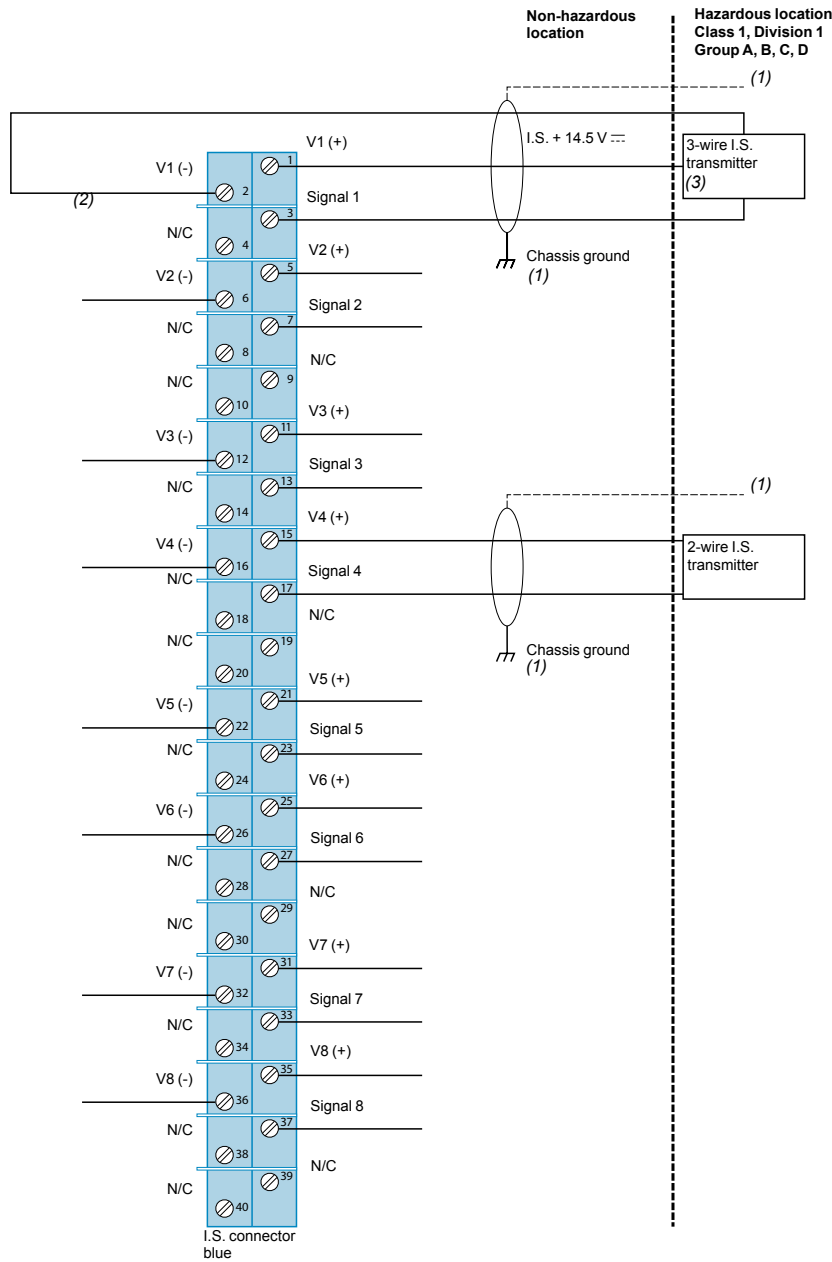 Non-hazardous
location
Hazardous location
Class 1, Division 1
Group A, B, C, D
(1)
V1 (+)
I.S. + 14.5 V ⎓
3-wire I.S.
transmitter
(3)
V1 (-)
1
2
(2)
Signal 1
3
N/C
4
V2 (+)
Chassis ground
(1)
V2 (-)
5
6
Signal 2
N/C
7
8
N/C
N/C
9
10
V3 (+)
V3 (-)
11
12
Signal 3
N/C
13
14
(1)
V4 (+)
V4 (-)
15
16
2-wire I.S.
transmitter
Signal 4
N/C
17
18
N/C
N/C
19
20
Chassis ground
(1)
V5 (+)
V5 (-)
21
22
Signal 5
N/C
23
24
V6 (+)
V6 (-)
25
26
Signal 6
N/C
27
28
N/C
N/C
29
30
V7 (+)
V7 (-)
31
32
Signal 7
N/C
33
34
V8 (+)
V8 (-)
35
36
Signal 8
N/C
37
38
N/C
N/C
39
40
I.S. connector
blue